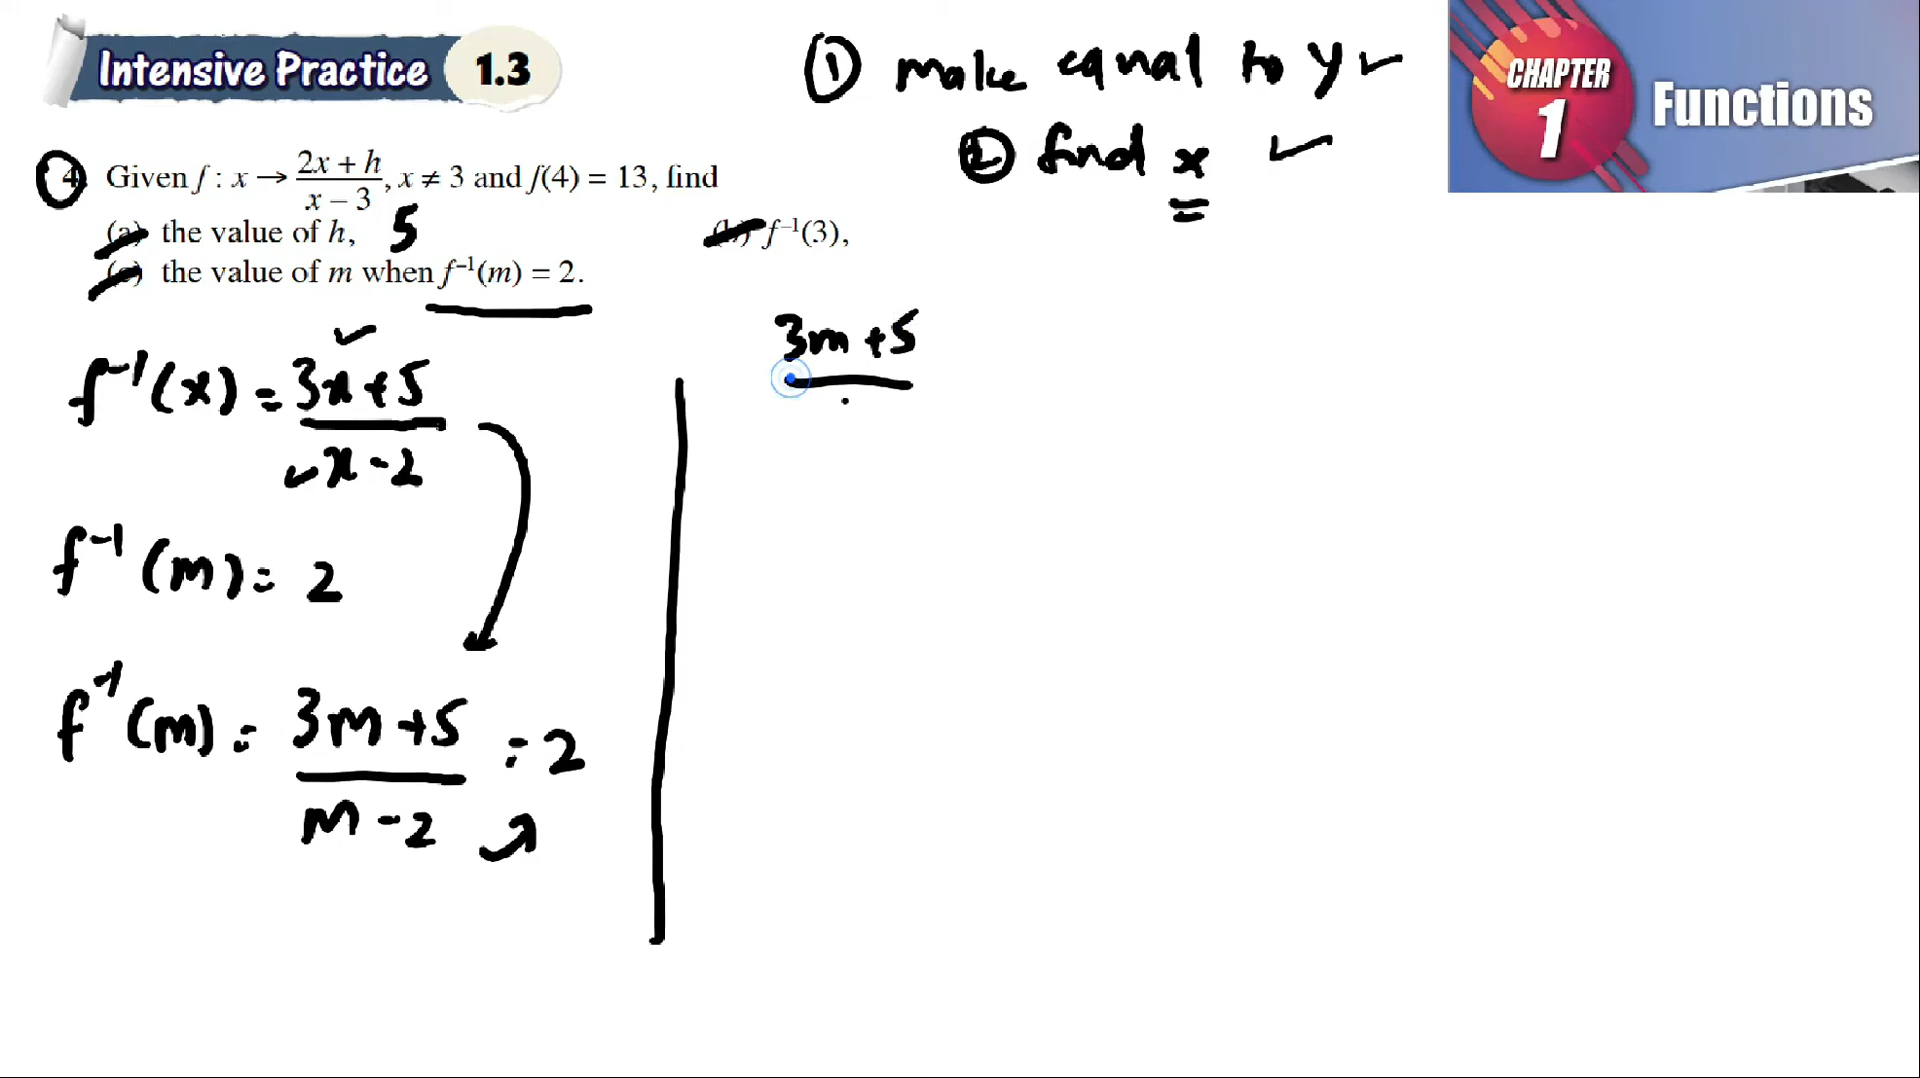 Intensive Practice 1.3
① make equal to y ✓
② find x ✓
CHAPTER 1 Functions
4. Given f : x → (2x + h)/(x − 3), x ≠ 3 and f(4) = 13, find
(a) the value of h, 5
(b) f⁻¹(3),
(c) the value of m when f⁻¹(m) = 2.
f⁻¹(x) = (3x+5)/(x-2)
f⁻¹(m) = 2
f⁻¹(m) = (3m+5)/(m-2) = 2
3m+5